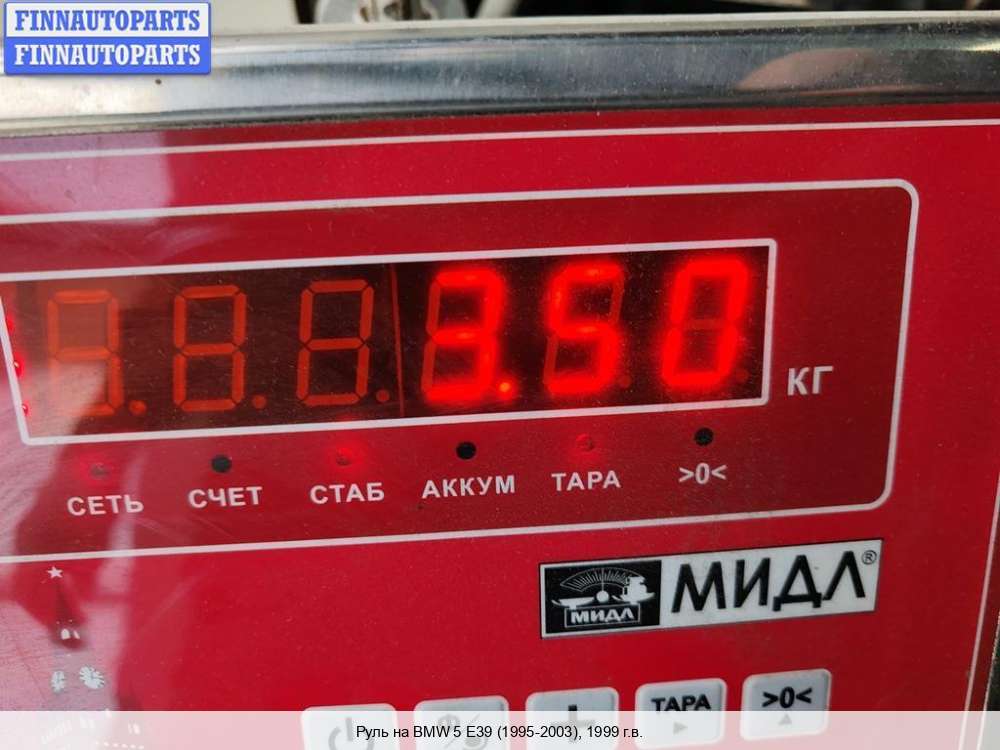 FINNAUTOPARTS
FINNAUTOPARTS
3.50
КГ
СЕТЬ СЧЕТ СТАБ АККУМ ТАРА >0<
МИДЛ МИДЛ®
ТАРА >0<
Руль на BMW 5 E39 (1995-2003), 1999 г.в.